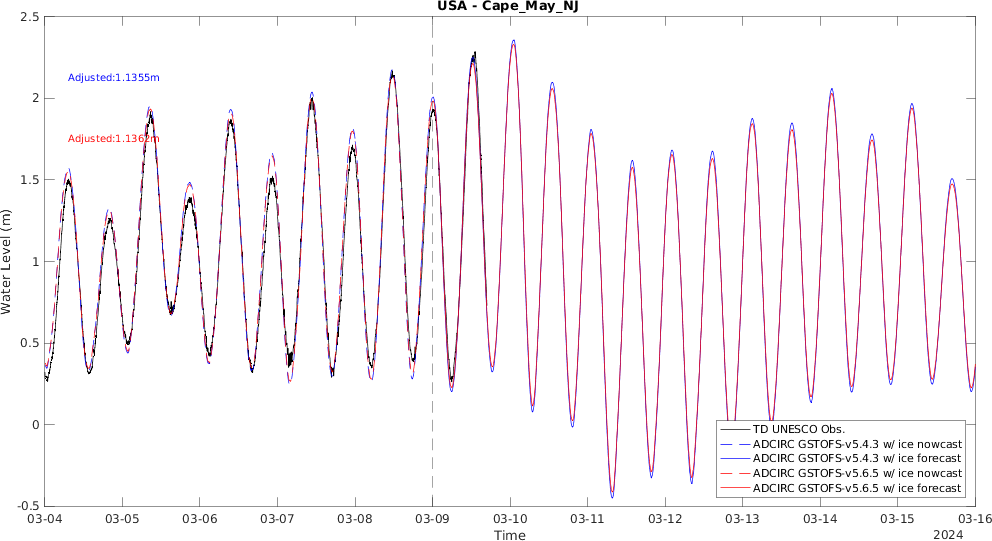 USA - Cape_May_NJ
2.5
2
1.5
1
0.5
0
-0.5
Water Level (m)
Adjusted:1.1355m
Adjusted:1.1362m
TD UNESCO Obs.
ADCIRC GSTOFS-v5.4.3 w/ ice nowcast
ADCIRC GSTOFS-v5.4.3 w/ ice forecast
ADCIRC GSTOFS-v5.6.5 w/ ice nowcast
ADCIRC GSTOFS-v5.6.5 w/ ice forecast
03-04 03-05 03-06 03-07 03-08 03-09 03-10 03-11 03-12 03-13 03-14 03-15 03-16
Time
2024